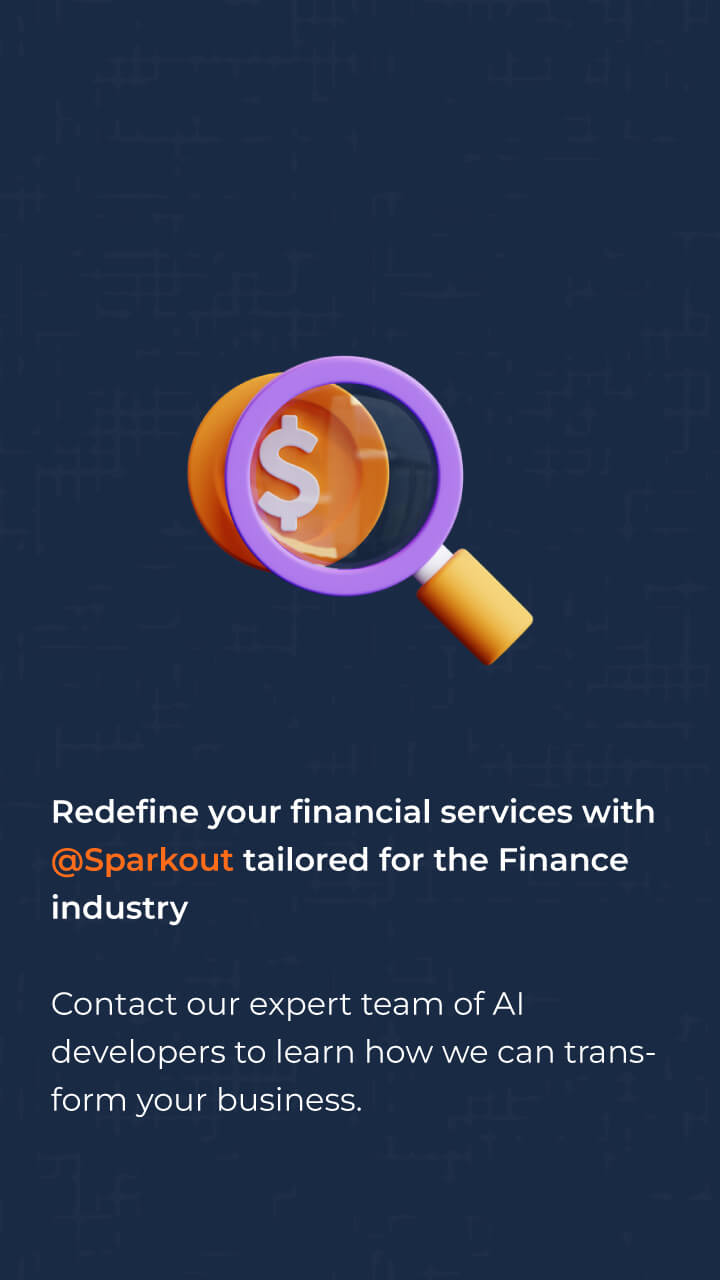 Redefine your financial services with
@Sparkout tailored for the Finance
industry
Contact our expert team of AI
developers to learn how we can trans-
form your business.
$